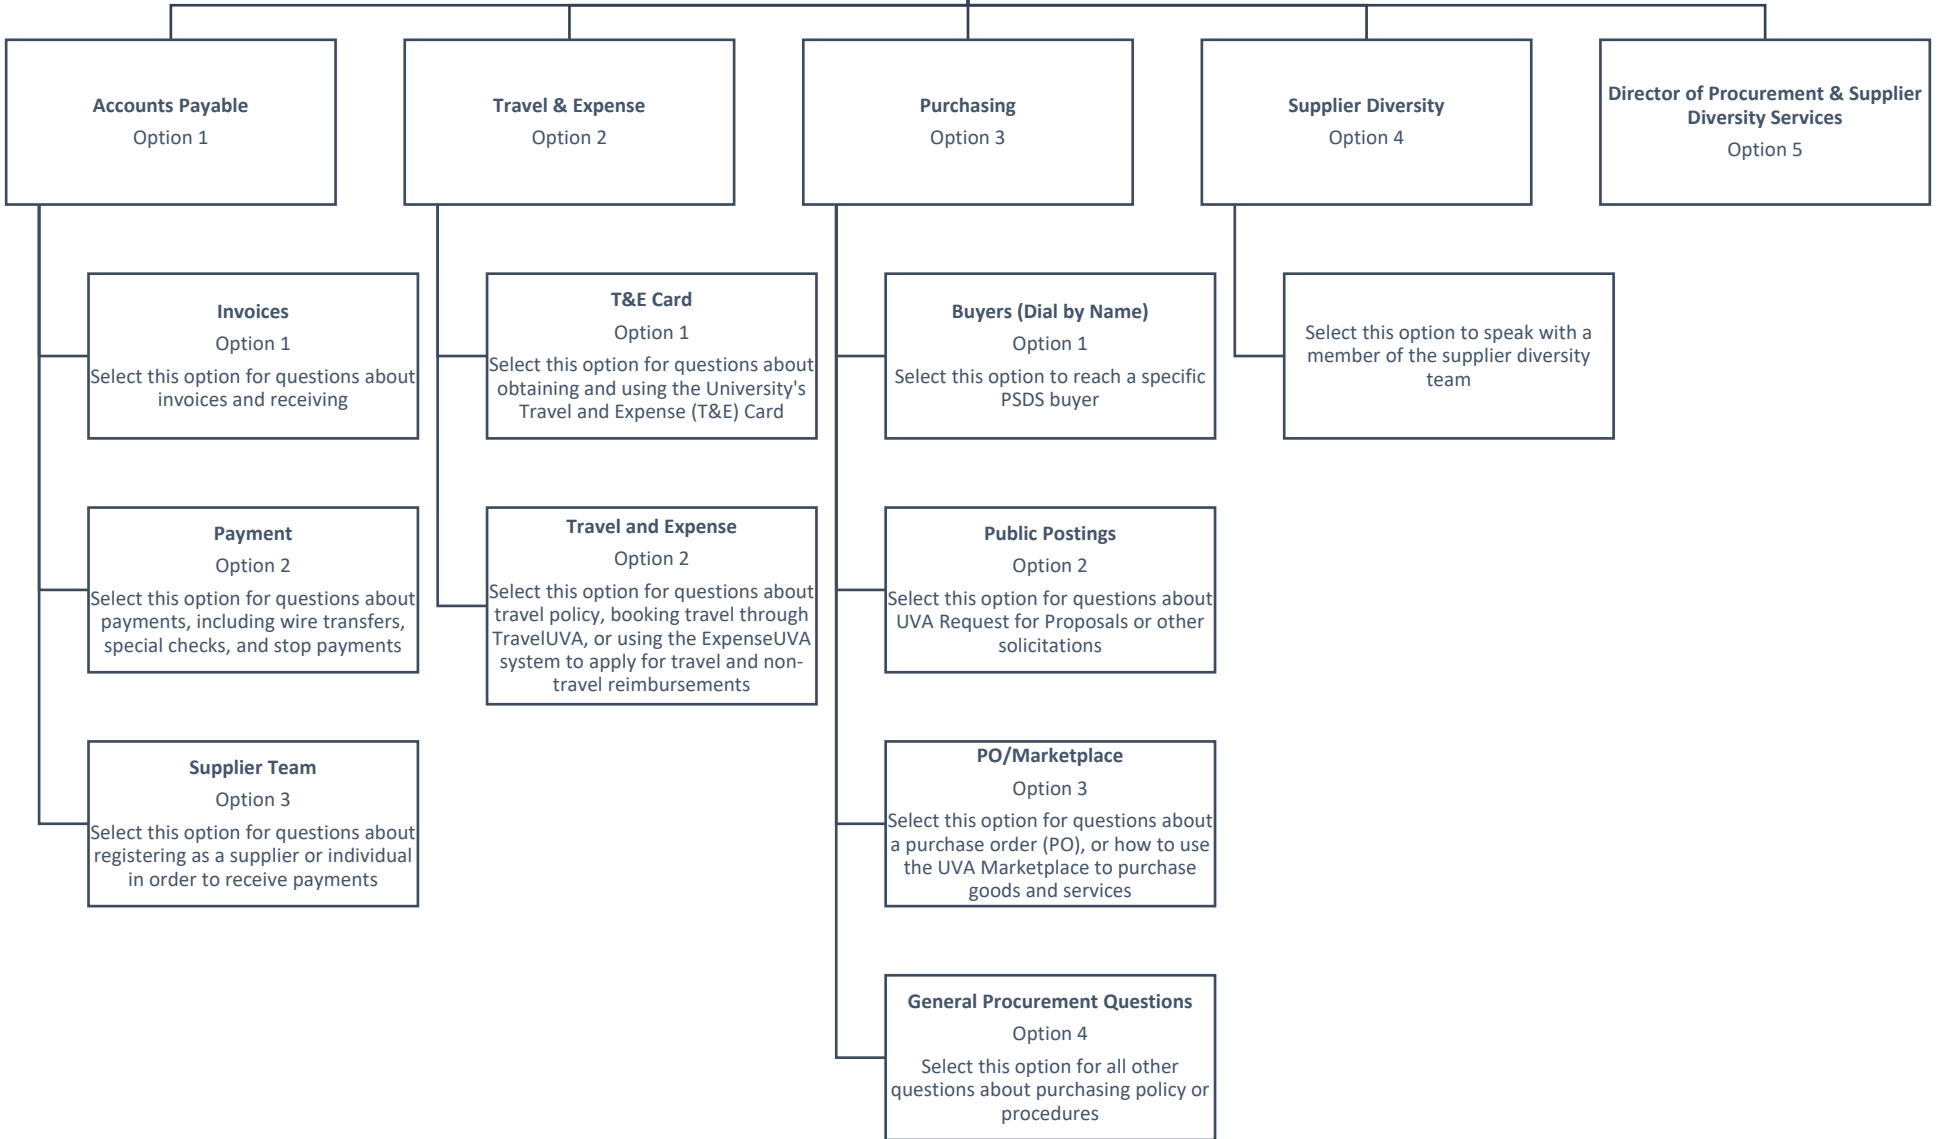 Accounts Payable
Option 1
Travel & Expense
Option 2
Purchasing
Option 3
Supplier Diversity
Option 4
Director of Procurement & Supplier
Diversity Services
Option 5
Invoices
Option 1
Select this option for questions about
invoices and receiving
Payment
Option 2
Select this option for questions about
payments, including wire transfers,
special checks, and stop payments
Supplier Team
Option 3
Select this option for questions about
registering as a supplier or individual
in order to receive payments
T&E Card
Option 1
Select this option for questions about
obtaining and using the University's
Travel and Expense (T&E) Card
Travel and Expense
Option 2
Select this option for questions about
travel policy, booking travel through
TravelUVA, or using the ExpenseUVA
system to apply for travel and non-
travel reimbursements
Buyers (Dial by Name)
Option 1
Select this option to reach a specific
PSDS buyer
Public Postings
Option 2
Select this option for questions about
UVA Request for Proposals or other
solicitations
PO/Marketplace
Option 3
Select this option for questions about
a purchase order (PO), or how to use
the UVA Marketplace to purchase
goods and services
General Procurement Questions
Option 4
Select this option for all other
questions about purchasing policy or
procedures
Select this option to speak with a
member of the supplier diversity
team